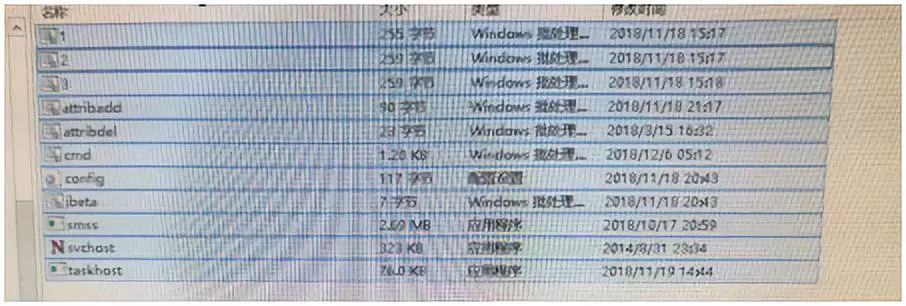 名称 大小 类型 修改时间
1 255 字节 Windows 批处理... 2018/11/18 15:17
2 259 字节 Windows 批处理... 2018/11/18 15:17
3 259 字节 Windows 批处理... 2018/11/18 15:18
attribadd 90 字节 Windows 批处理... 2018/11/18 21:17
attribdel 23 字节 Windows 批处理... 2018/3/15 16:32
cmd 1.20 KB Windows 批处理... 2018/12/6 05:12
config 117 字节 配置设置 2018/11/18 20:43
ibeta 7 字节 Windows 批处理... 2018/11/18 20:43
smss 2.69 MB 应用程序 2018/10/17 20:59
svchost 323 KB 应用程序 2014/8/31 23:34
taskhost 76.0 KB 应用程序 2018/11/19 14:44